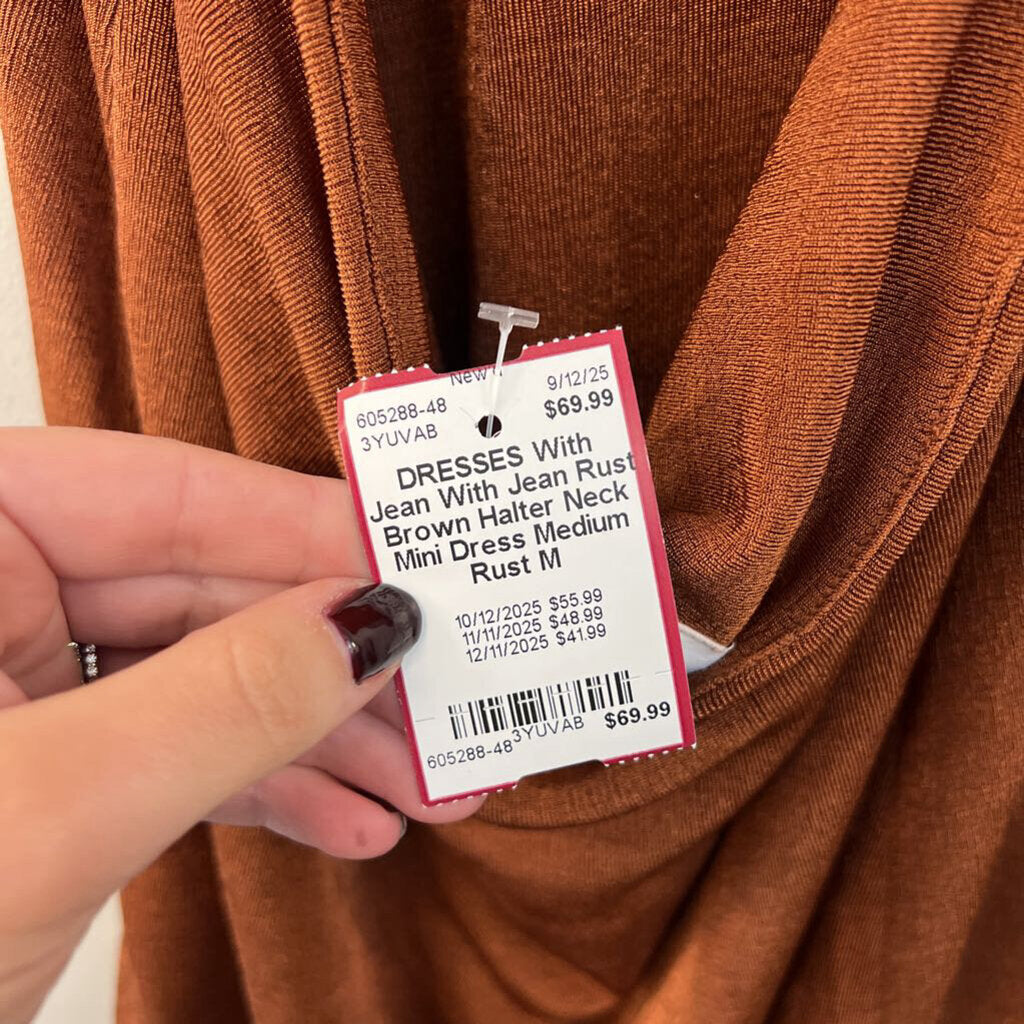 New
9/12/25
605288-48
$69.99
3YUVAB
DRESSES With
Jean With Jean Rust
Brown Halter Neck
Mini Dress Medium
Rust M
10/12/2025 $55.99
11/11/2025 $48.99
12/11/2025 $41.99
605288-48
3YUVAB
$69.99